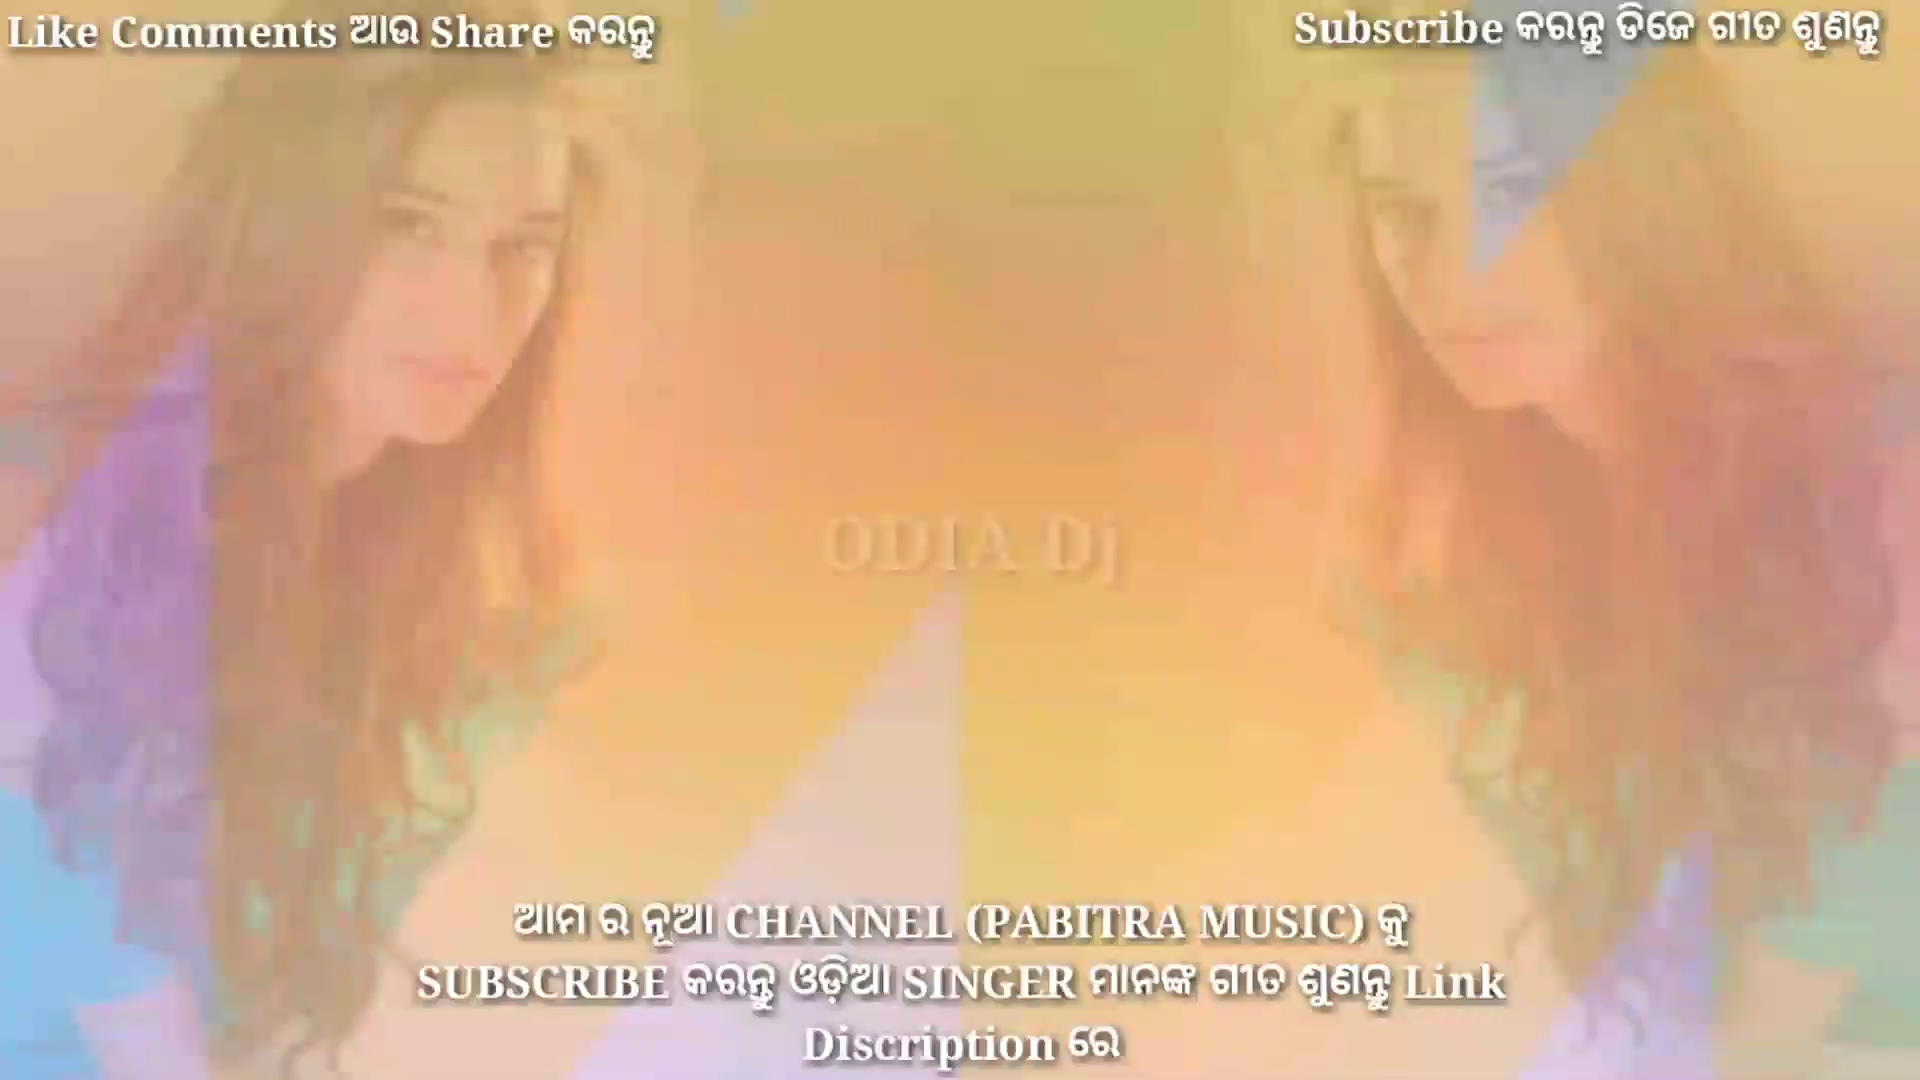 Like Comments ଆଉ Share କରନ୍ତୁ
Subscribe କରନ୍ତୁ ଡିଜେ ଗୀତ ଶୁଣନ୍ତୁ
ODIA Dj
ଆମ ର ନୂଆ CHANNEL (PABITRA MUSIC) କୁ
SUBSCRIBE କରନ୍ତୁ ଓଡ଼ିଆ SINGER ମାନଙ୍କ ଗୀତ ଶୁଣନ୍ତୁ Link
Discription ରେ